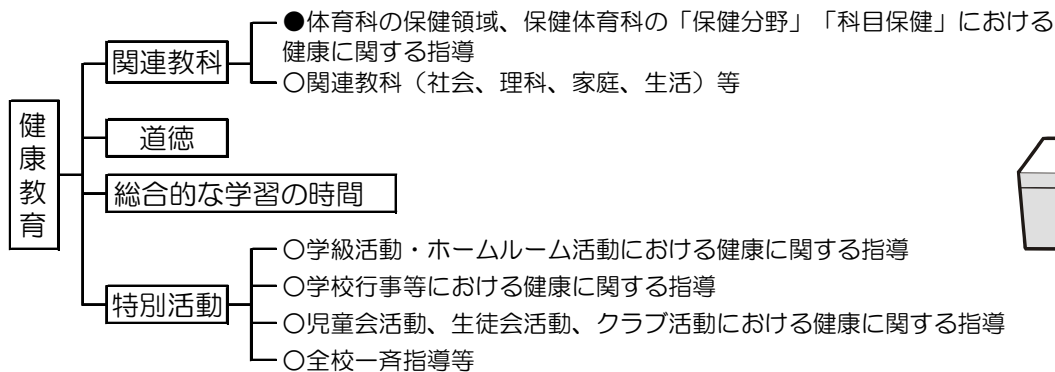 ●体育科の保健領域、保健体育科の「保健分野」「科目保健」における
健康に関する指導
関連教科
○関連教科（社会、理科、家庭、生活）等
健康教育
道徳
総合的な学習の時間
○学級活動・ホームルーム活動における健康に関する指導
○学校行事等における健康に関する指導
特別活動
○児童会活動、生徒会活動、クラブ活動における健康に関する指導
○全校一斉指導等